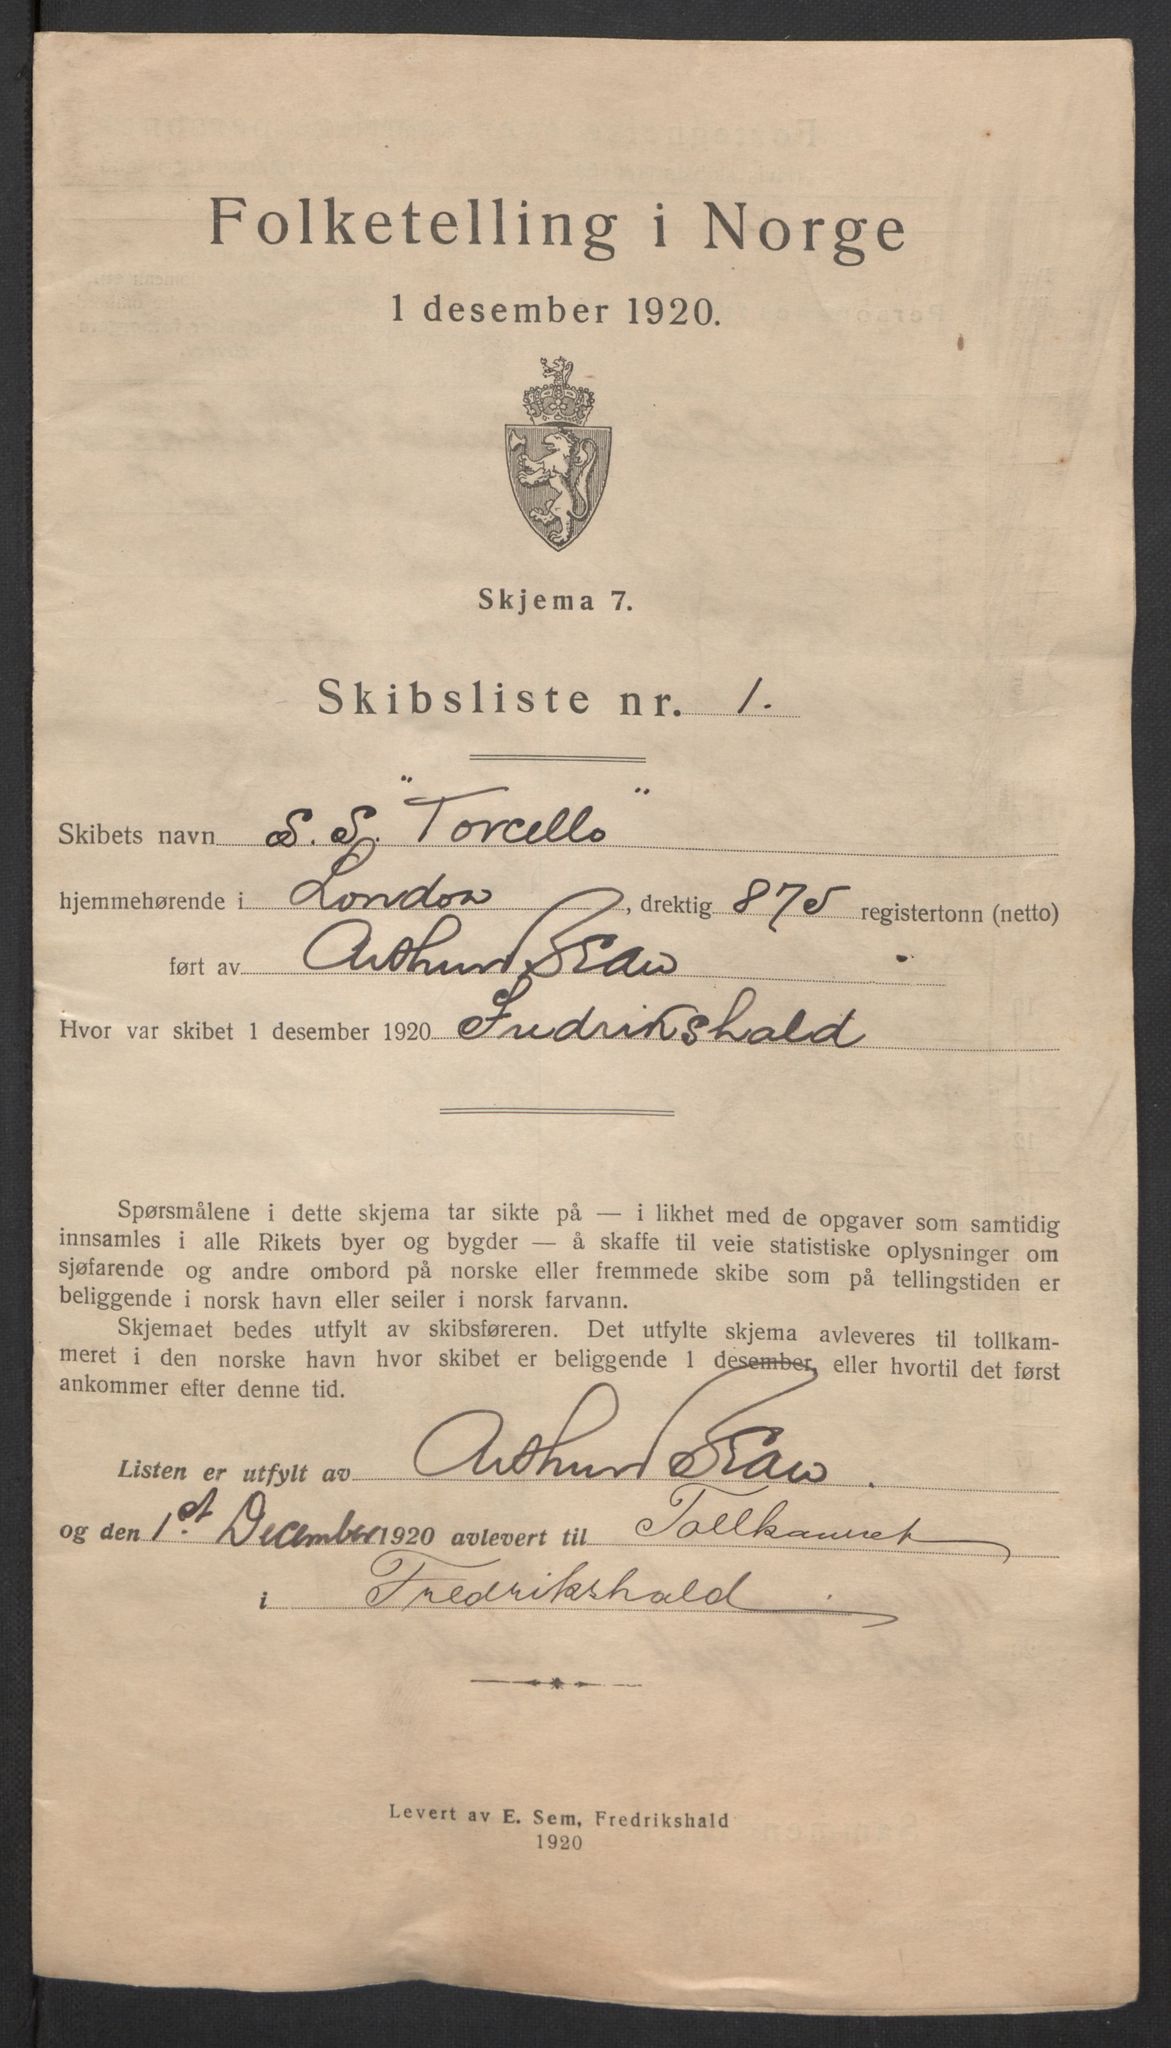 Folketelling i Norge
1 desember 1920.
Skjema 7.
Skibsliste nr. 1.
Skibets navn S.S. "Torcello"
hjemmehørende i London, drektig 875 registertonn (netto)
ført av Arthur
Hvor var skibet 1 desember 1920 Fredrikshald
Spørsmålene i dette skjema tar sikte på — i likhet med de opgaver som samtidig
innsamles i alle Rikets byer og bygder — å skaffe til veie statistiske oplysninger om
sjøfarende og andre ombord på norske eller fremmede skibe som på tellingstiden er
beliggende i norsk havn eller seiler i norsk farvann.
Skjemaet bedes utfylt av skibsføreren. Det utfylte skjema avleveres til tollkam-
meret i den norske havn hvor skibet er beliggende 1 desember, eller hvortil det først
ankommer efter denne tid.
Listen er utfylt av Arthur
og den 1st December 1920 avlevert til Tollkamret
i Fredrikshald
Levert av E. Sem, Fredrikshald
1920